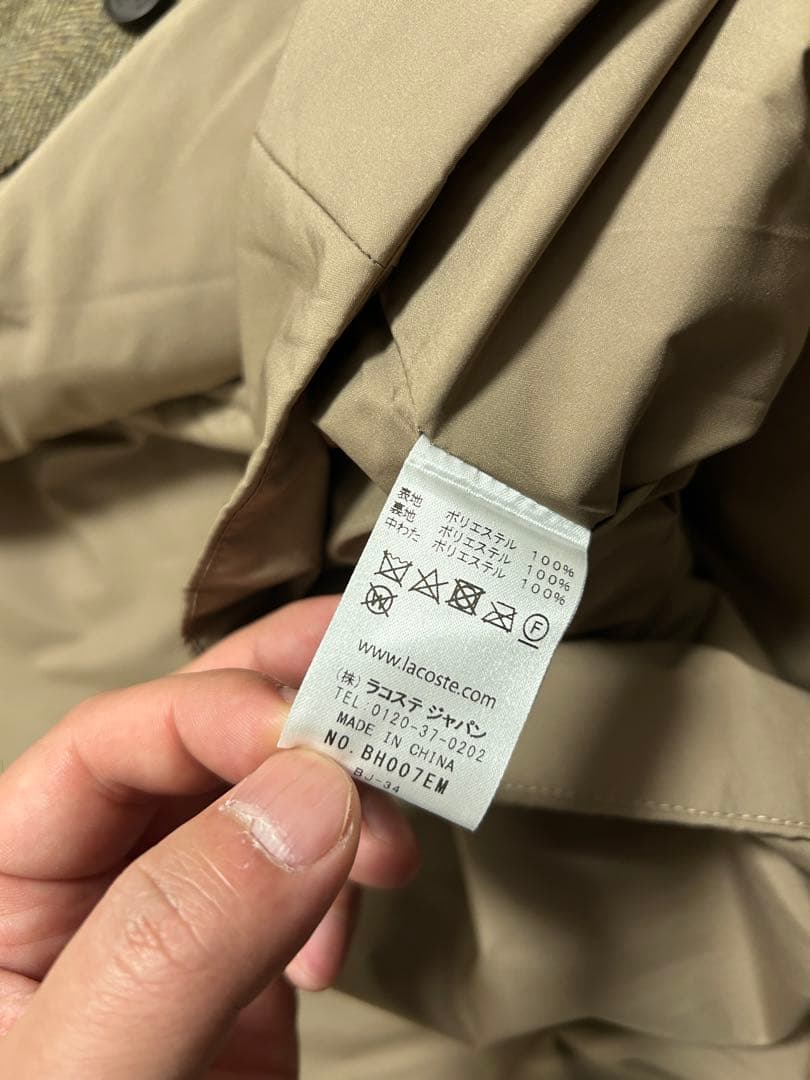 表地 ポリエステル 100%
裏地 ポリエステル 100%
中わた ポリエステル 100%
F
W
www.lacoste.com
(株) ラコステ ジャパン
TEL:0120-37-0202
MADE IN CHINA
NO. BH007EM
BJ-34